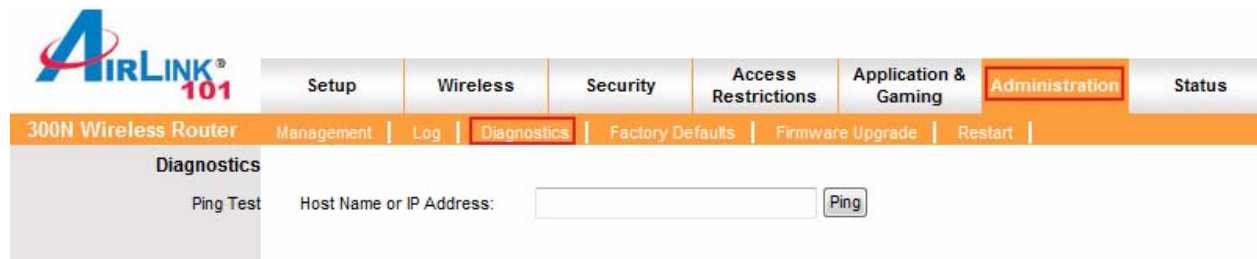 AIRLINK®
101
Setup
Wireless
Security
Access
Restrictions
Application &
Gaming
Administration
Status
300N Wireless Router
Management | Log | Diagnostics | Factory Defaults | Firmware Upgrade | Restart |
Diagnostics
Ping Test
Host Name or IP Address:
Ping